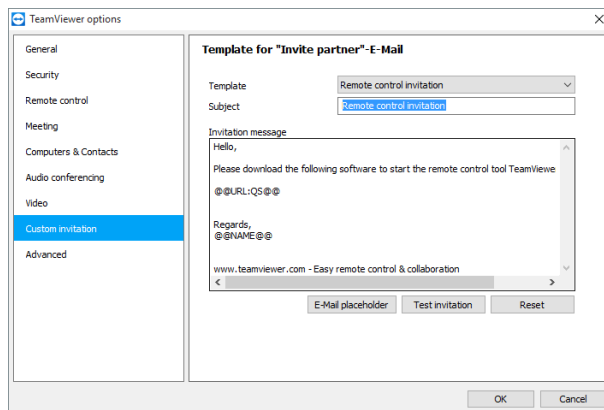 TeamViewer options
General
Security
Remote control
Meeting
Computers & Contacts
Audio conferencing
Video
Custom invitation
Advanced
Template for "Invite partner"-E-Mail
Template Remote control invitation
Subject Remote control invitation
Invitation message
Hello,
Please download the following software to start the remote control tool TeamViewe
@@URL:QS@@
Regards,
@@NAME@@
www.teamviewer.com - Easy remote control & collaboration
E-Mail placeholder Test invitation Reset
OK Cancel